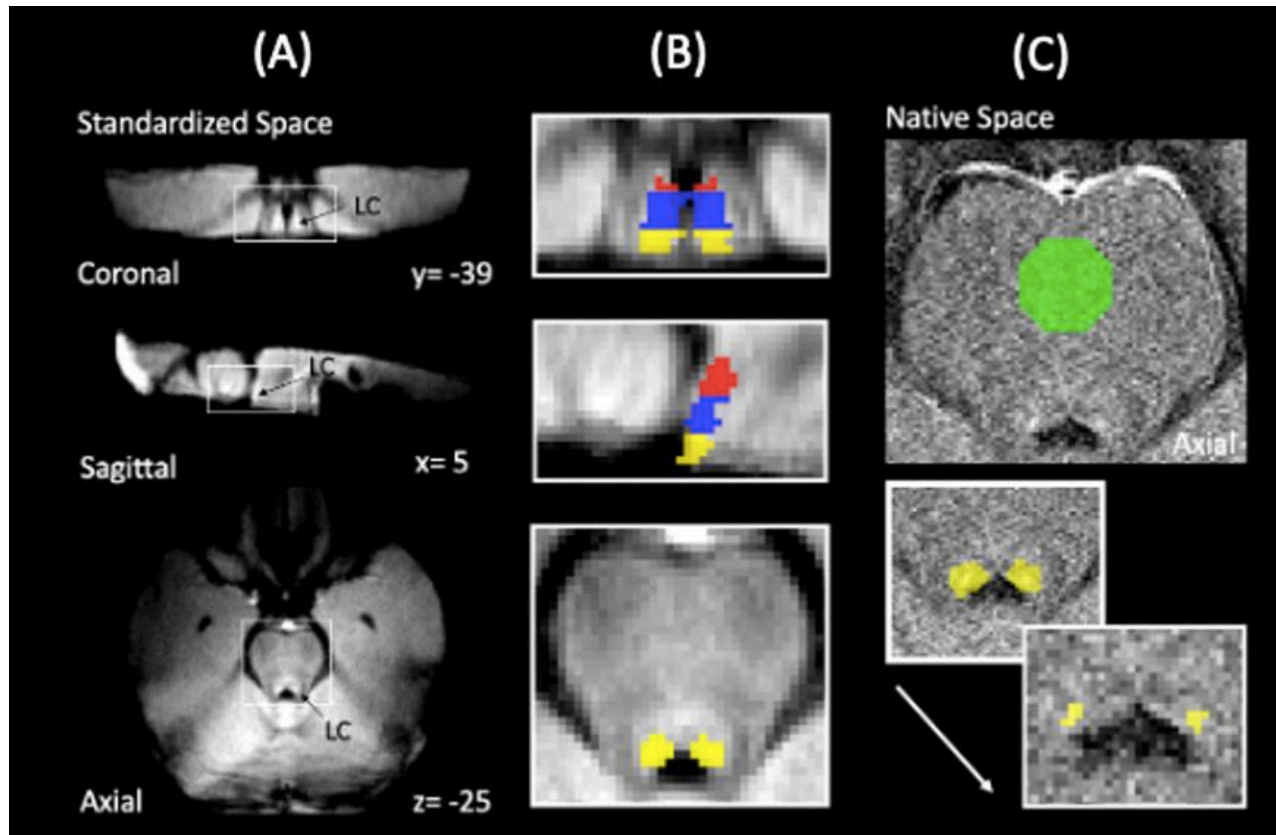 (A)
Standardized Space
LC
Coronal y= -39
LC
Sagittal x= 5
LC
Axial z= -25
(B)
(C)
Native Space
Axial